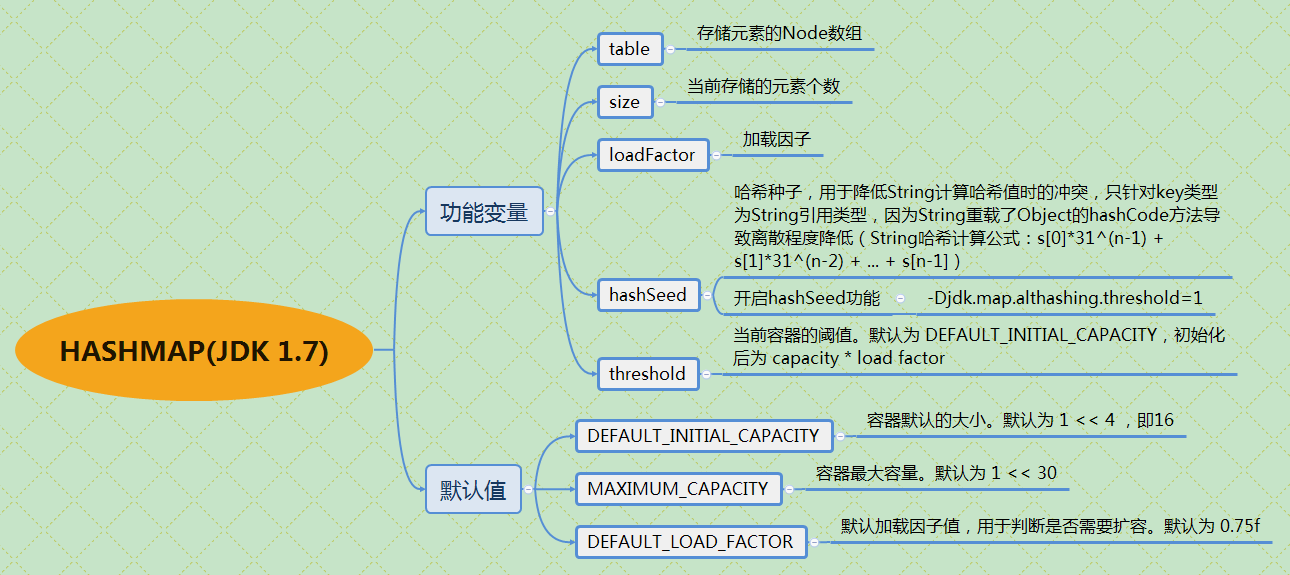 HASHMAP(JDK 1.7)
功能变量
table
存储元素的Node数组
size
当前存储的元素个数
loadFactor
加载因子
hashSeed
哈希种子，用于降低String计算哈希值时的冲突，只针对key类型
为String引用类型，因为String重载了Object的hashCode方法导
致离散程度降低（String哈希计算公式：s[0]*31^(n-1) +
s[1]*31^(n-2) + ... + s[n-1]）
开启hashSeed功能
-Djdk.map.althashing.threshold=1
threshold
当前容器的阈值。默认为 DEFAULT_INITIAL_CAPACITY，初始化
后为 capacity * load factor
默认值
DEFAULT_INITIAL_CAPACITY
容器默认的大小。默认为 1 << 4 ，即16
MAXIMUM_CAPACITY
容器最大容量。默认为 1 << 30
DEFAULT_LOAD_FACTOR
默认加载因子值，用于判断是否需要扩容。默认为 0.75f